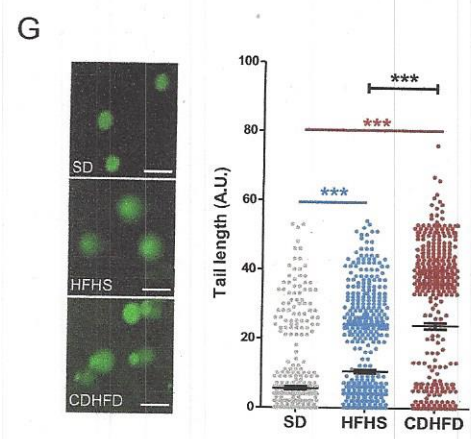 G
SD
HFHS
CDHFD
Tail length (A.U.)
100
80
60
40
20
0
***
***
***
SD HFHS CDHFD